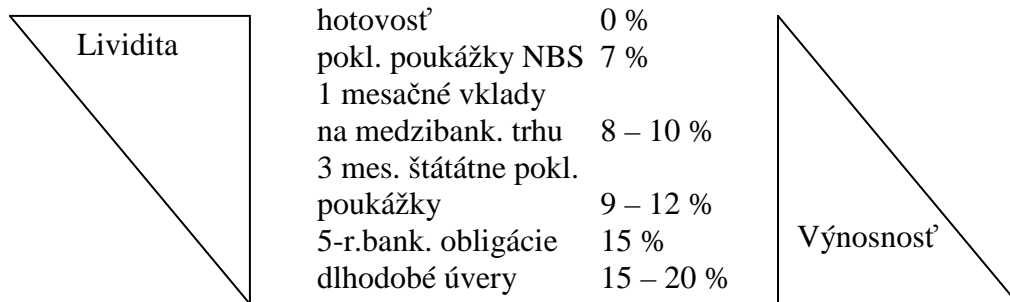 Lividita
hotovosť 0 %
pokl. poukážky NBS 7 %
1 mesačné vklady
na medzibank. trhu 8 – 10 %
3 mes. štátátne pokl.
poukážky 9 – 12 %
5-r.bank. obligácie 15 %
dlhodobé úvery 15 – 20 %
Výnosnosť